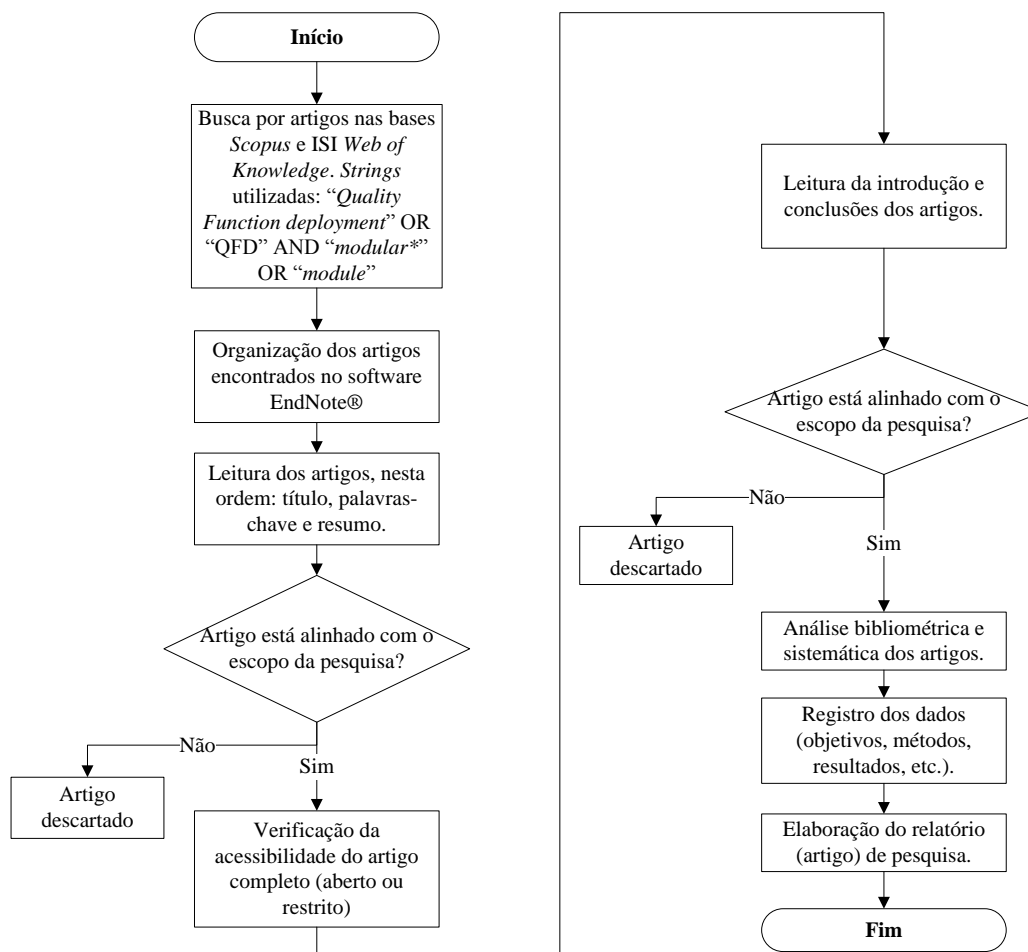 Início
Busca por artigos nas bases
Scopus e ISI Web of
Knowledge. Strings
utilizadas: “Quality
Function deployment” OR
“QFD” AND “modular*”
OR “module”
Organização dos artigos
encontrados no software
EndNote®
Leitura dos artigos, nesta
ordem: título, palavras-
chave e resumo.
Artigo está alinhado com o
escopo da pesquisa?
Não
Sim
Artigo
descartado
Verificação da
acessibilidade do artigo
completo (aberto ou
restrito)
Leitura da introdução e
conclusões dos artigos.
Artigo está alinhado com o
escopo da pesquisa?
Não
Sim
Artigo
descartado
Análise bibliométrica e
sistemática dos artigos.
Registro dos dados
(objetivos, métodos,
resultados, etc.).
Elaboração do relatório
(artigo) de pesquisa.
Fim